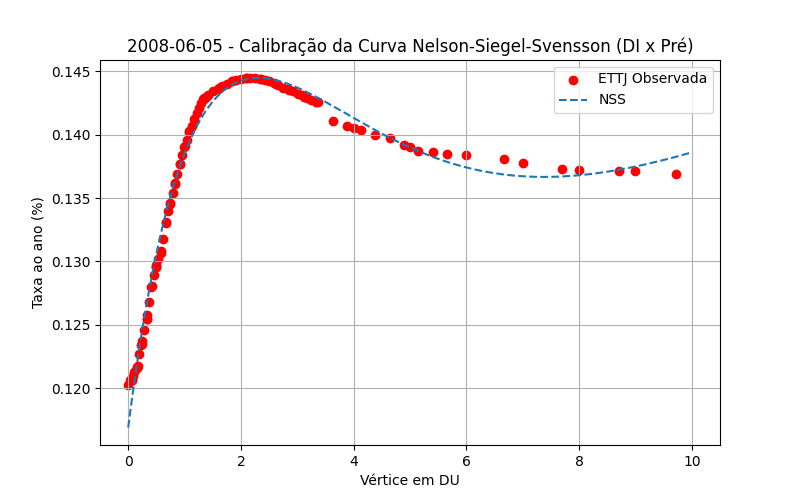 2008-06-05 - Calibração da Curva Nelson-Siegel-Svensson (DI x Pré)
ETTJ Observada
NSS
Taxa ao ano (%)
0.145
0.140
0.135
0.130
0.125
0.120
0
2
4
6
8
10
Vértice em DU